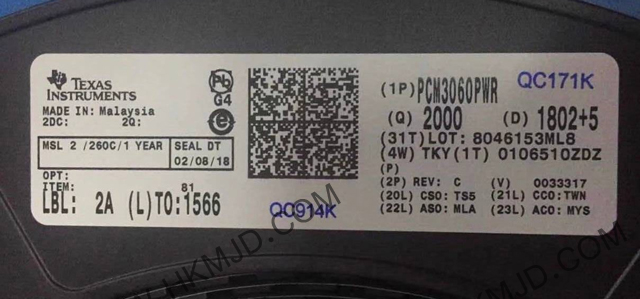 TEXAS
INSTRUMENTS
MADE IN: Malaysia
2DC: 2Q:
MSL 2 /260C/1 YEAR
SEAL DT
02/08/18
OPT:
ITEM:
81
LBL: 2A (L)TO:1566
Pb
G4
e
QC914K
(1P) PCM3060PWR
QC171K
(Q) 2000 (D) 1802+5
(31T)LOT: 8046153ML8
(4W) TKY(1T) 0106510ZDZ
(P)
(2P) REV: C (V) 0033317
(20L) CSO: TS5 (21L) CCO:TWN
(22L) ASO: MLA (23L) ACO: MYS
HKMJD.COM